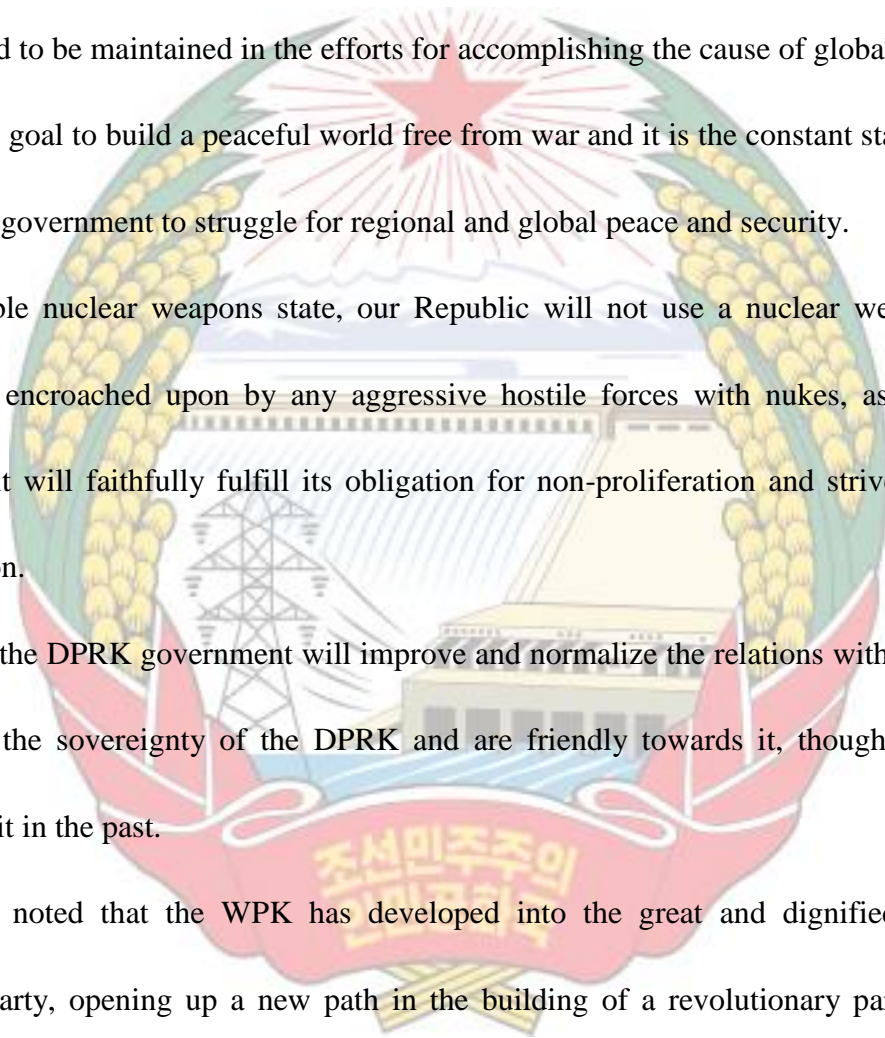 d to be maintained in the efforts for accomplishing the cause of globa
goal to build a peaceful world free from war and it is the constant sta
government to struggle for regional and global peace and security.
ble nuclear weapons state, our Republic will not use a nuclear we
encroached upon by any aggressive hostile forces with nukes, as
t will faithfully fulfill its obligation for non-proliferation and strive
on.
the DPRK government will improve and normalize the relations with
the sovereignty of the DPRK and are friendly towards it, though
it in the past.
조선민주주의
인민공화국
noted that the WPK has developed into the great and dignified
arty, opening up a new path in the building of a revolutionary par